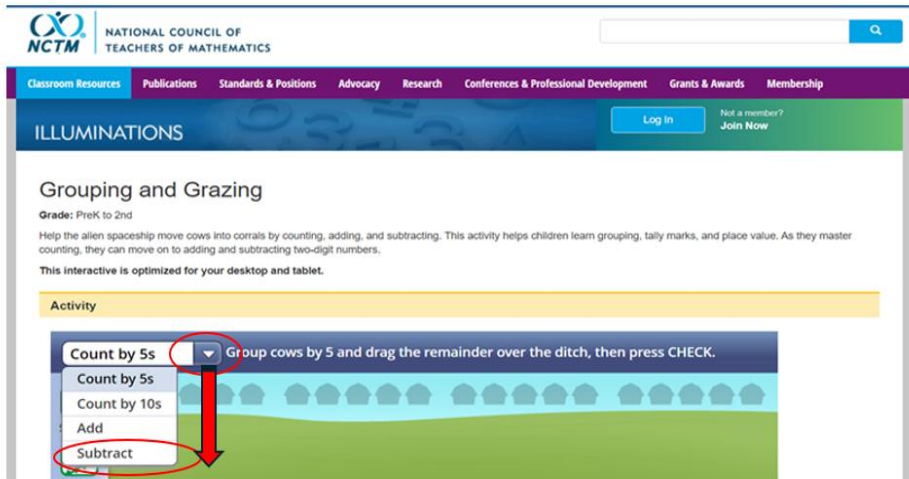 NCTM
NATIONAL COUNCIL OF
TEACHERS OF MATHEMATICS
Classroom Resources Publications Standards & Positions Advocacy Research Conferences & Professional Development Grants & Awards Membership
ILLUMINATIONS
Log In
Not a member?
Join Now
Grouping and Grazing
Grade: PreK to 2nd
Help the alien spaceship move cows into corrals by counting, adding, and subtracting. This activity helps children learn grouping, tally marks, and place value. As they master
counting, they can move on to adding and subtracting two-digit numbers.
This interactive is optimized for your desktop and tablet.
Activity
Count by 5s
Group cows by 5 and drag the remainder over the ditch, then press CHECK.
Count by 5s
Count by 10s
Add
Subtract